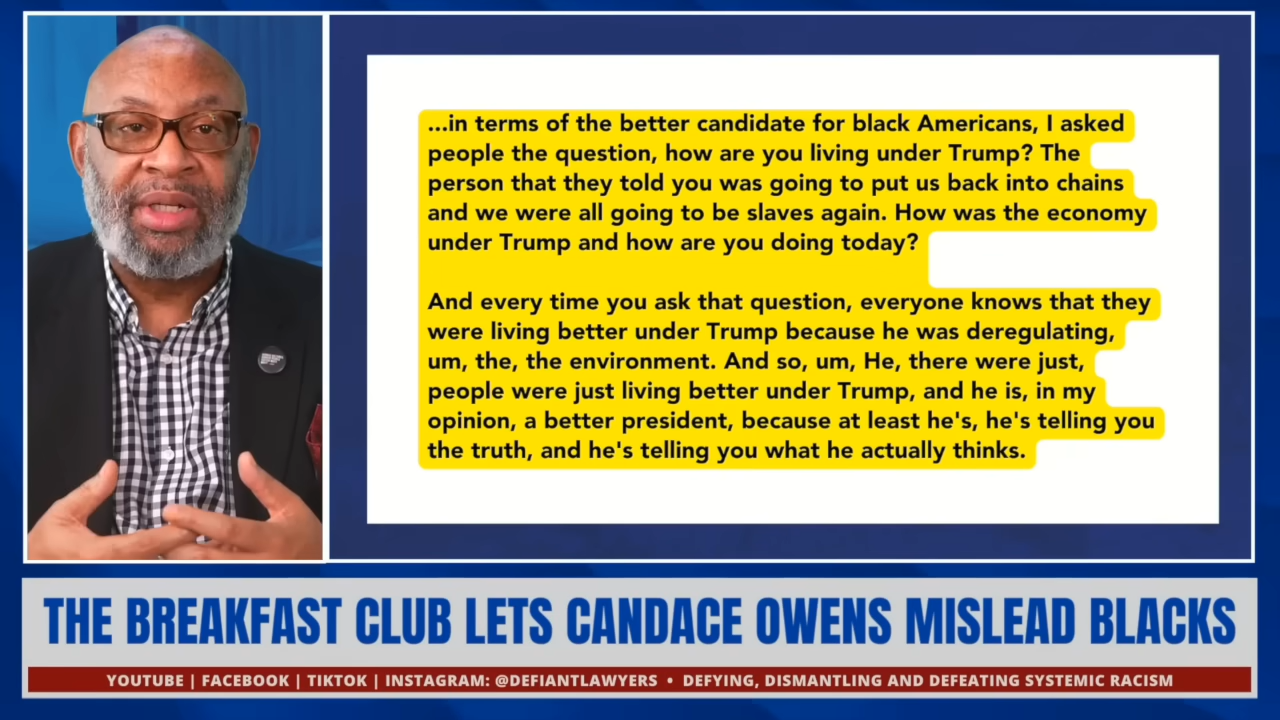 ...in terms of the better candidate for black Americans, I asked
people the question, how are you living under Trump? The
person that they told you was going to put us back into chains
and we were all going to be slaves again. How was the economy
under Trump and how are you doing today?
And every time you ask that question, everyone knows that they
were living better under Trump because he was deregulating,
um, the, the environment. And so, um, He, there were just,
people were just living better under Trump, and he is, in my
opinion, a better president, because at least he's, he's telling you
the truth, and he's telling you what he actually thinks.
THE BREAKFAST CLUB LETS CANDACE OWENS MISLEAD BLACKS
YOUTUBE | FACEBOOK | TIKTOK | INSTAGRAM: @DEFIANTLAWYERS • DEFYING, DISMANTLING AND DEFEATING SYSTEMIC RACISM